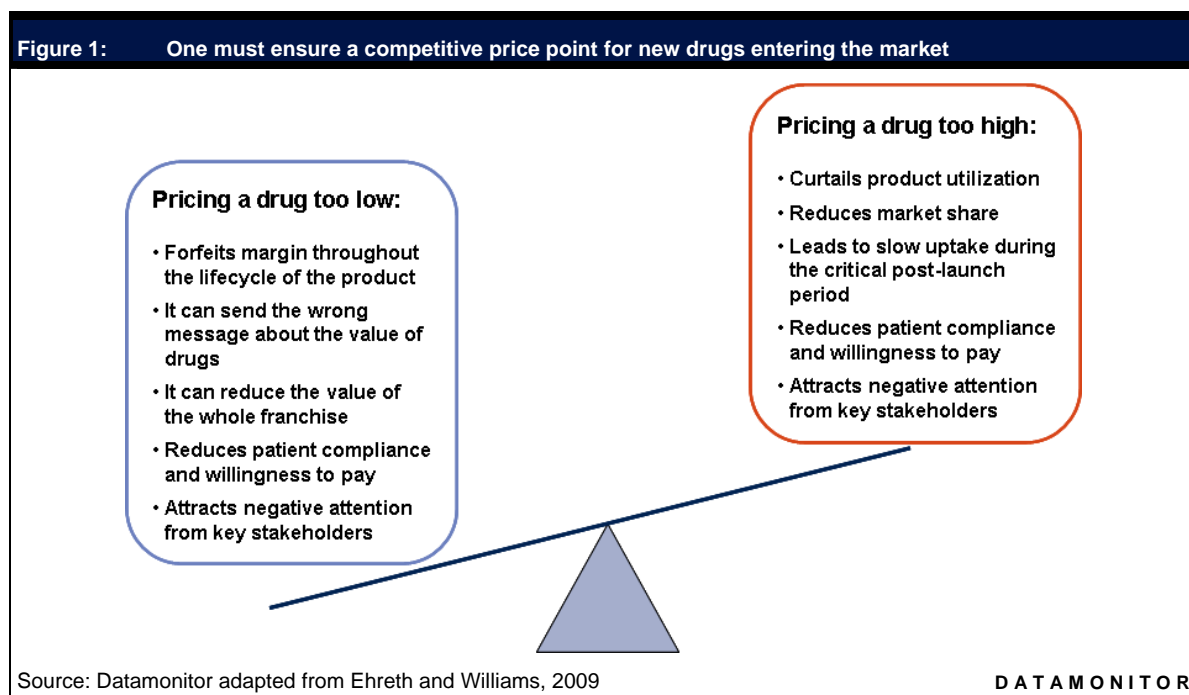 Figure 1: One must ensure a competitive price point for new drugs entering the market
Pricing a drug too low:
• Forfeits margin throughout
the lifecycle of the product
• It can send the wrong
message about the value of
drugs
• It can reduce the value of
the whole franchise
• Reduces patient compliance
and willingness to pay
• Attracts negative attention
from key stakeholders
Pricing a drug too high:
• Curtails product utilization
• Reduces market share
• Leads to slow uptake during
the critical post-launch
period
• Reduces patient compliance
and willingness to pay
• Attracts negative attention
from key stakeholders
Source: Datamonitor adapted from Ehreth and Williams, 2009
DATAMONITOR